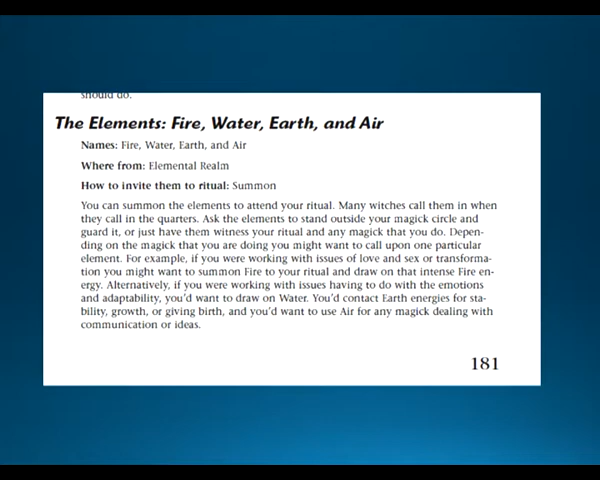 should do.
The Elements: Fire, Water, Earth, and Air
Names: Fire, Water, Earth, and Air
Where from: Elemental Realm
How to invite them to ritual: Summon
You can summon the elements to attend your ritual. Many witches call them in when
they call in the quarters. Ask the elements to stand outside your magick circle and
guard it, or just have them witness your ritual and any magick that you do. Depen-
ding on the magick that you are doing you might want to call upon one particular
element. For example, if you were working with issues of love and sex or transforma-
tion you might want to summon Fire to your ritual and draw on that intense Fire en-
ergy. Alternatively, if you were working with issues having to do with the emotions
and adaptability, you'd want to draw on Water. You'd contact Earth energies for sta-
bility, growth, or giving birth, and you'd want to use Air for any magick dealing with
communication or ideas.
181